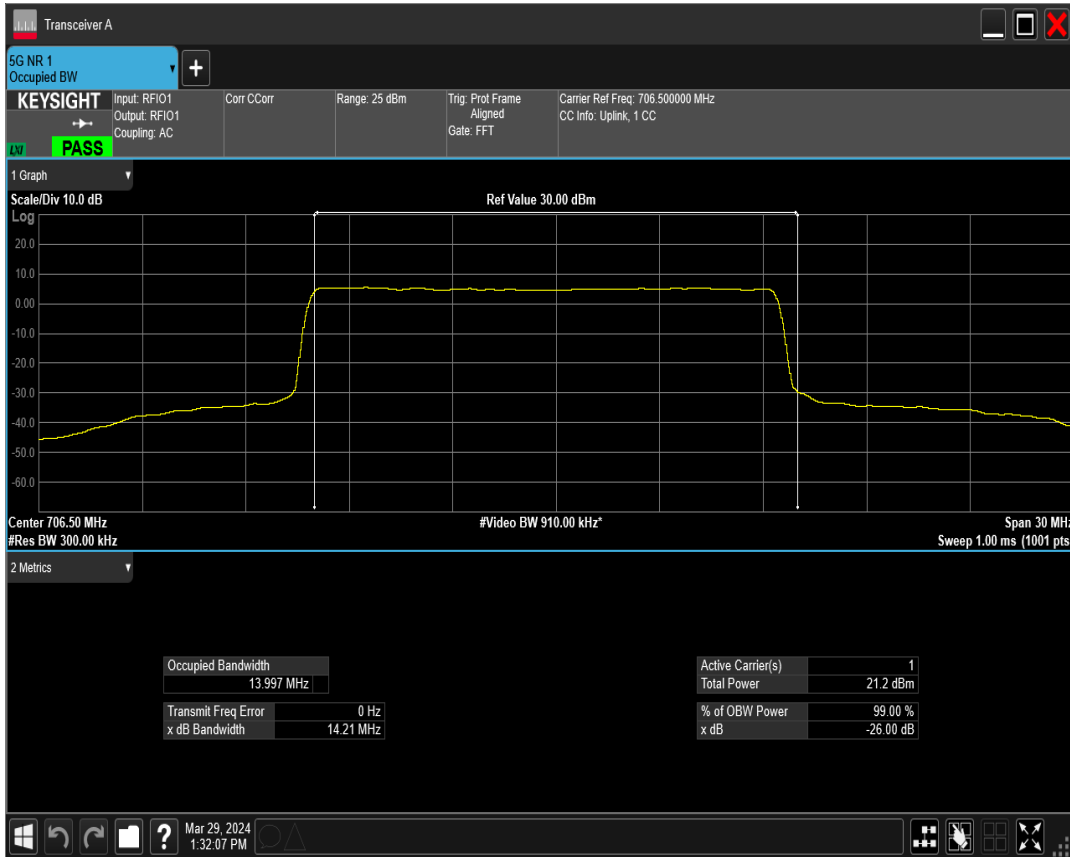 Transceiver A
5G NR 1
Occupied BW
KEYSIGHT
LXI
PASS
Input: RFIO1
Output: RFIO1
Coupling: AC
Corr CCorr
Range: 25 dBm
Trig: Prot Frame
Aligned
Gate: FFT
Carrier Ref Freq: 706.500000 MHz
CC Info: Uplink, 1 CC
1 Graph
Scale/Div 10.0 dB
Ref Value 30.00 dBm
Log
20.0
10.0
0.00
-10.0
-20.0
-30.0
-40.0
-50.0
-60.0
Center 706.50 MHz
#Video BW 910.00 kHz*
Span 30 MHz
#Res BW 300.00 kHz
Sweep 1.00 ms (1001 pts
2 Metrics
Occupied Bandwidth
13.997 MHz
Transmit Freq Error 0 Hz
x dB Bandwidth 14.21 MHz
Active Carrier(s) 1
Total Power 21.2 dBm
% of OBW Power 99.00 %
x dB -26.00 dB
?
Mar 29, 2024
1:32:07 PM